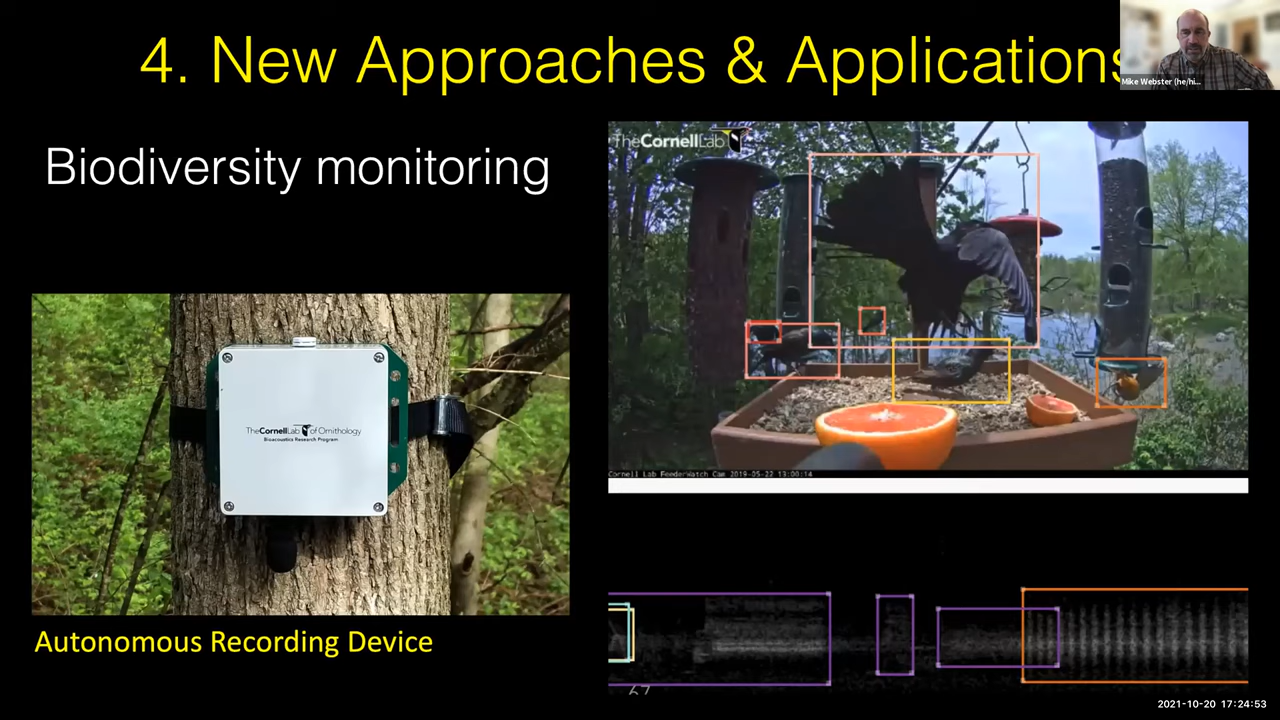 4. New Approaches & Applications
Mike Webster (he/hi...
Biodiversity monitoring
TheCornellLab
TheCornellLab of Ornithology
Bioacoustics Research Program
Cornell Lab FeederWatch Cam 2019-05-22 13:00:14
Autonomous Recording Device
67
2021-10-20 17:24:53